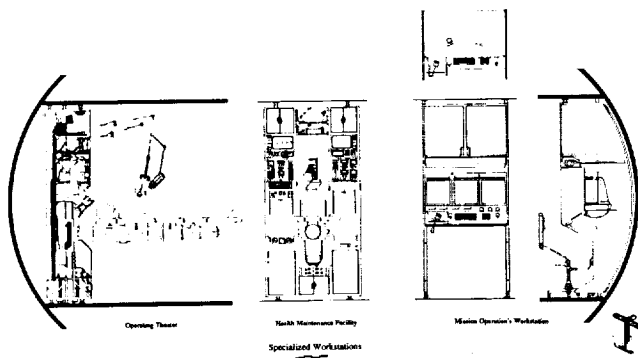 Operating Theater
Health Maintenance Facility
Mission Operation's Workstation
Specialized Workstations